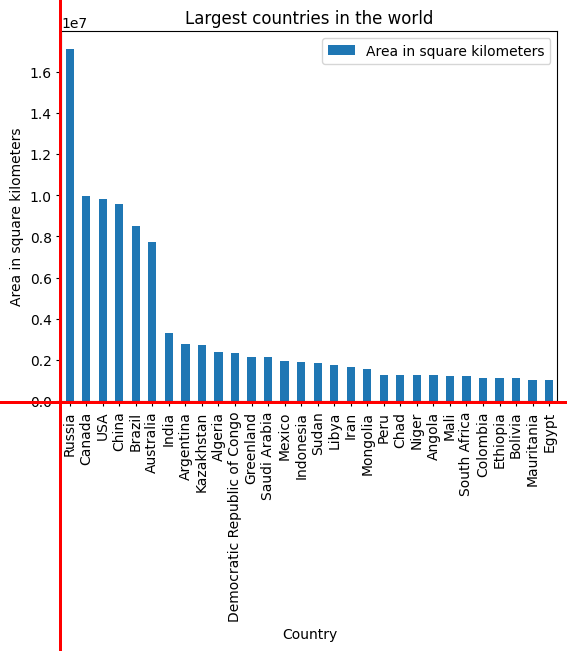 Largest countries in the world
1e7
Area in square kilometers
Area in square kilometers
1.6
1.4
1.2
1.0
0.8
0.6
0.4
0.2
0.0
Russia
Canada
USA
China
Brazil
Australia
India
Argentina
Kazakhstan
Algeria
Democratic Republic of Congo
Greenland
Saudi Arabia
Mexico
Indonesia
Sudan
Libya
Iran
Mongolia
Peru
Chad
Niger
Angola
Mali
South Africa
Colombia
Ethiopia
Bolivia
Mauritania
Egypt
Country